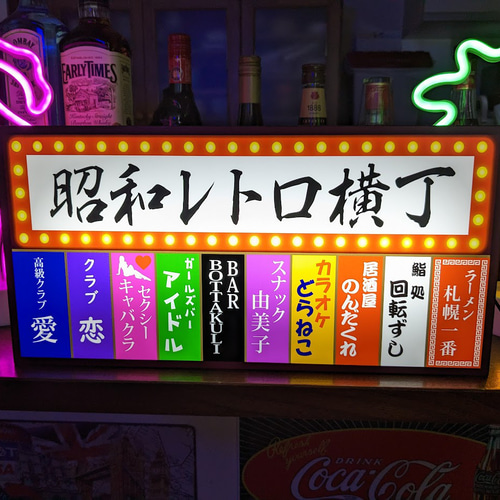 EARLY TIMES
昭和レトロ横丁
高級クラブ
愛
クラブ
恋
セクシー
キャバクラ
ガールズバー
アイドル
BAR
BOTTAKULI
スナック
由美子
カラオケ
どらねこ
居酒屋
のんだくれ
鮨処
回転ずし
ラーメン
札幌一番
Refresh
yourself
DRINK
Coca-Cola